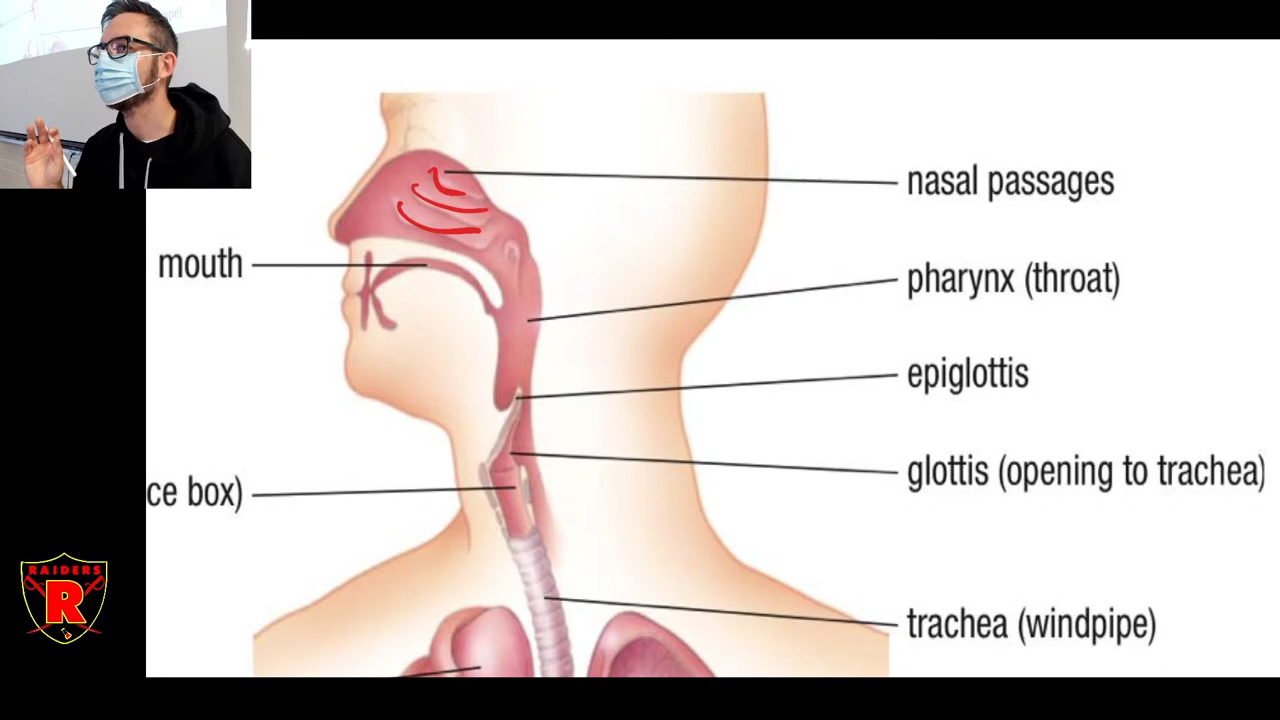 nasal passages
mouth
pharynx (throat)
epiglottis
glottis (opening to trachea)
ce box)
trachea (windpipe)
RAIDERS
R